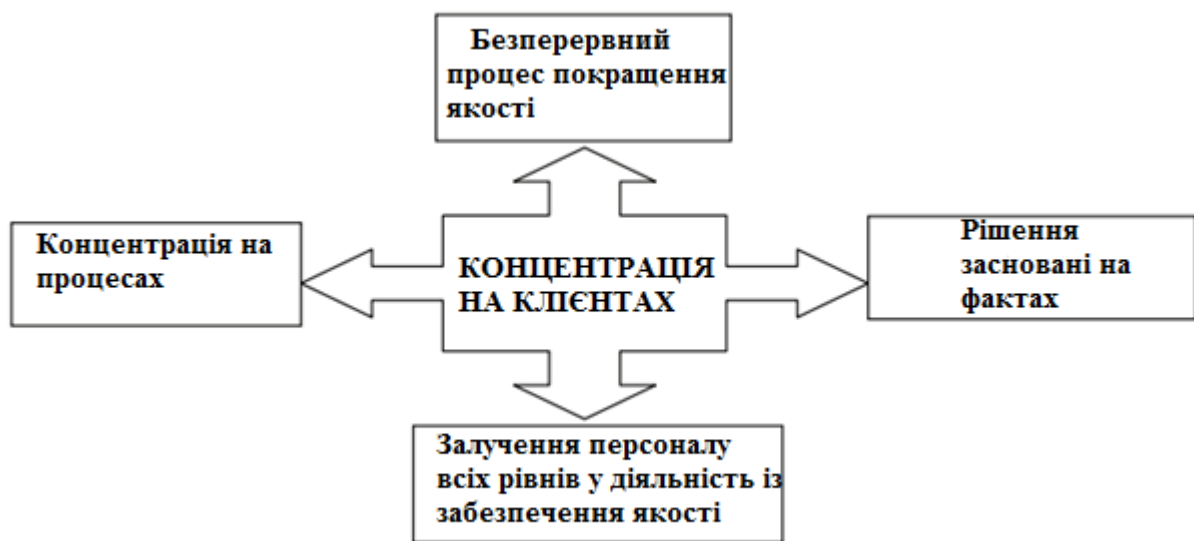 Безперервний
процес покращення
якості
Концентрація на
процесах
КОНЦЕНТРАЦІЯ
НА КЛІЄНТАХ
Рішення
засновані на
фактах
Залучення персоналу
всіх рівнів у діяльність із
забезпечення якості